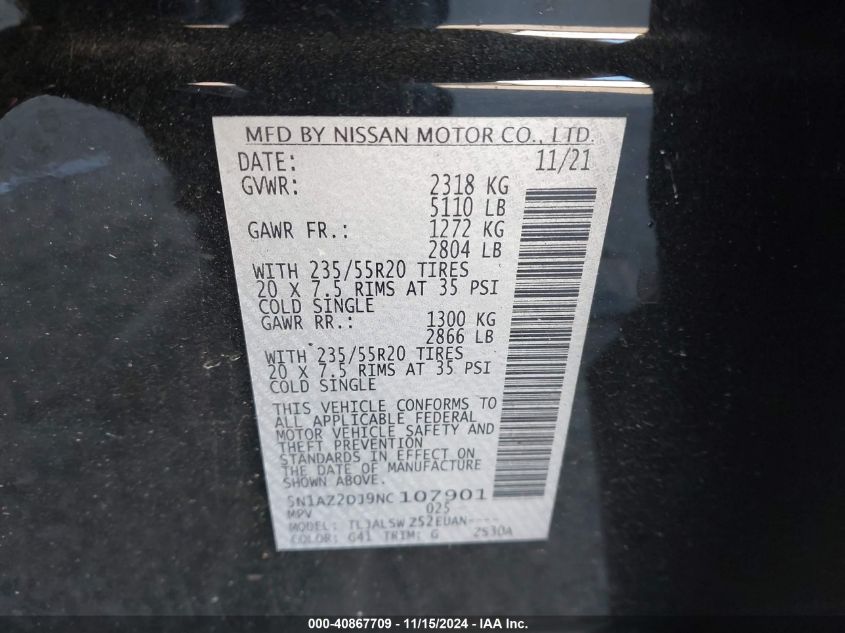 MFD BY NISSAN MOTOR CO., LTD.
DATE: 11/21
GVWR: 2318 KG
5110 LB
GAWR FR.: 1272 KG
2804 LB
WITH 235/55R20 TIRES
20 X 7.5 RIMS AT 35 PSI
COLD SINGLE
GAWR RR.: 1300 KG
2866 LB
WITH 235/55R20 TIRES
20 X 7.5 RIMS AT 35 PSI
COLD SINGLE
THIS VEHICLE CONFORMS TO
ALL APPLICABLE FEDERAL
MOTOR VEHICLE SAFETY AND
THEFT PREVENTION
STANDARDS IN EFFECT ON
THE DATE OF MANUFACTURE
SHOWN ABOVE.
5N1AZ2DJ9NC107901
MPV 025
MODEL: TLJALSWZ52EUAN----
COLOR: G41 TRIM: G ZS30A
000-40867709 - 11/15/2024 - IAA Inc.